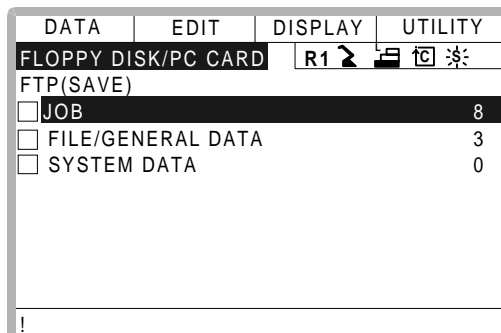 DATA EDIT DISPLAY UTILITY
FLOPPY DISK/PC CARD R1 C S
FTP(SAVE)
JOB 8
FILE/GENERAL DATA 3
SYSTEM DATA 0
!